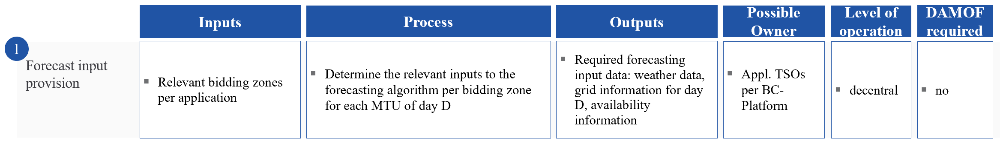 Inputs
Process
Outputs
Possible
Owner
Level of
operation
DAMOF
required
1
Forecast input
provision
▪ Relevant bidding zones
per application
▪ Determine the relevant inputs to the
forecasting algorithm per bidding zone
for each MTU of day D
▪ Required forecasting
input data: weather data,
grid information for day
D, availability
information
▪ Appl. TSOs
per BC-
Platform
▪ decentral
▪ no